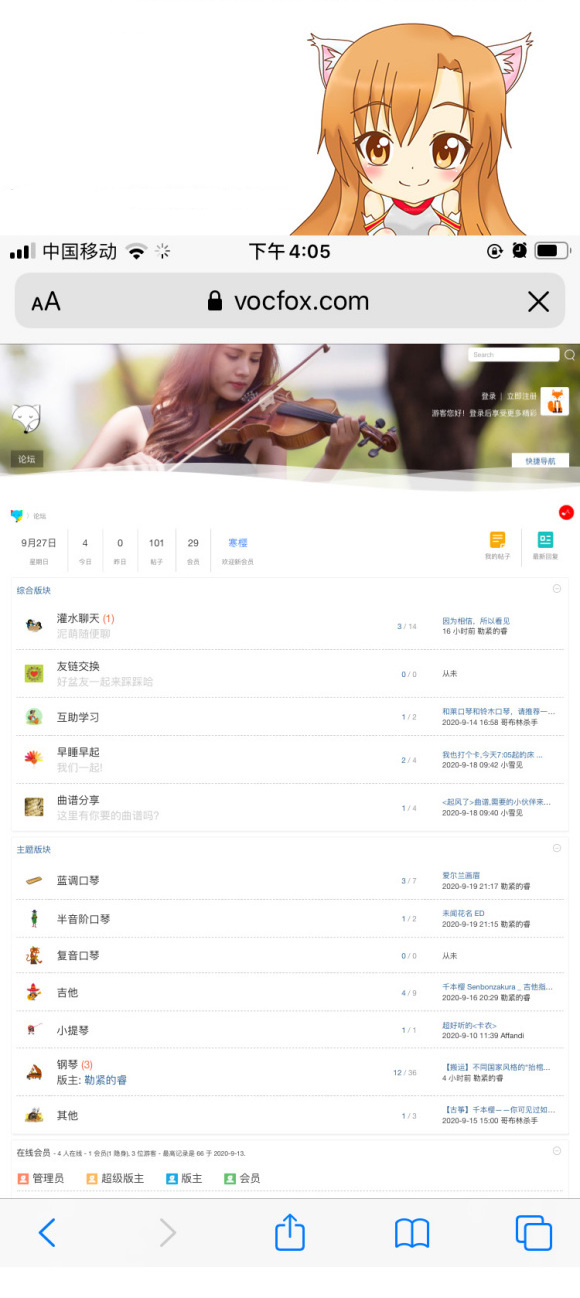 中国移动
下午4:05
AA
vocfox.com
Search
登录 | 立即注册
游客您好！登录后享受更多精彩
论坛
快捷导航
论坛
9月27日 4 0 101 29 寒樱
星期日 今日 昨日 帖子 会员 欢迎新会员
我的帖子 最新回复
综合版块
灌水聊天 (1)
泥萌随便聊
3 / 14
因为相信，所以看见
16 小时前 勒紧的睿
友链交换
好盆友一起来踩踩哈
0 / 0
从未
互助学习
1 / 2
和莱口琴和铃木口琴，请推荐一...
2020-9-14 16:58 哥布林杀手
早睡早起
我们一起!
2 / 4
我也打个卡,今天7:05起的床 ...
2020-9-18 09:42 小雪见
曲谱分享
这里有你要的曲谱吗?
1 / 4
<起风了>曲谱,需要的小伙伴来...
2020-9-18 09:40 小雪见
主题版块
蓝调口琴
3 / 7
爱尔兰画眉
2020-9-19 21:17 勒紧的睿
半音阶口琴
1 / 2
未闻花名 ED
2020-9-19 21:15 勒紧的睿
复音口琴
0 / 0
从未
吉他
4 / 9
千本樱 Senbonzakura _ 吉他指...
2020-9-16 20:29 勒紧的睿
小提琴
1 / 1
超好听的<卡农>
2020-9-10 11:39 Affandi
钢琴 (3)
版主: 勒紧的睿
12 / 36
【搬运】不同国家风格的"抬棺...
4 小时前 勒紧的睿
其他
1 / 3
【古筝】千本樱——你可见过如...
2020-9-15 15:00 哥布林杀手
在线会员 - 4 人在线 - 1 会员(1 隐身), 3 位游客 - 最高记录是 66 于 2020-9-13.
管理员 超级版主 版主 会员